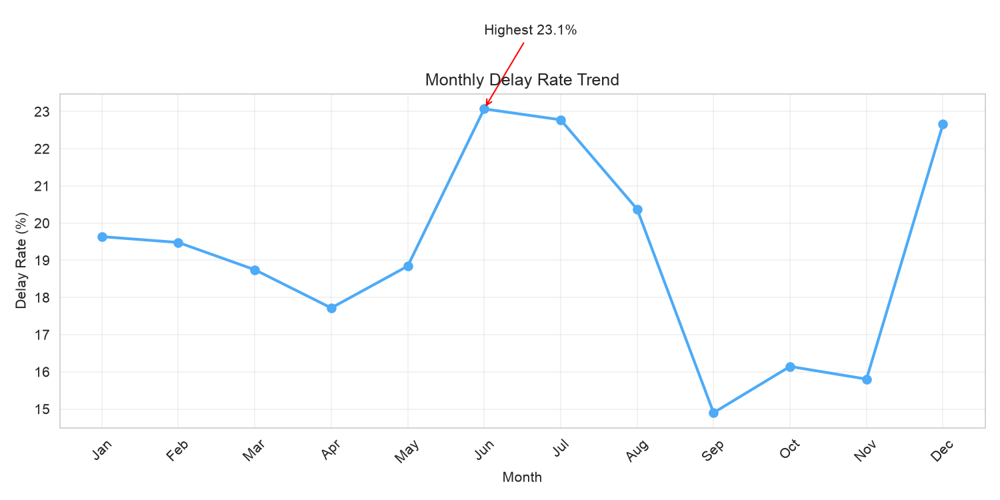 Highest 23.1%
Monthly Delay Rate Trend
Delay Rate (%)
23
22
21
20
19
18
17
16
15
Jan
Feb
Mar
Apr
May
Jun
Jul
Aug
Sep
Oct
Nov
Dec
Month